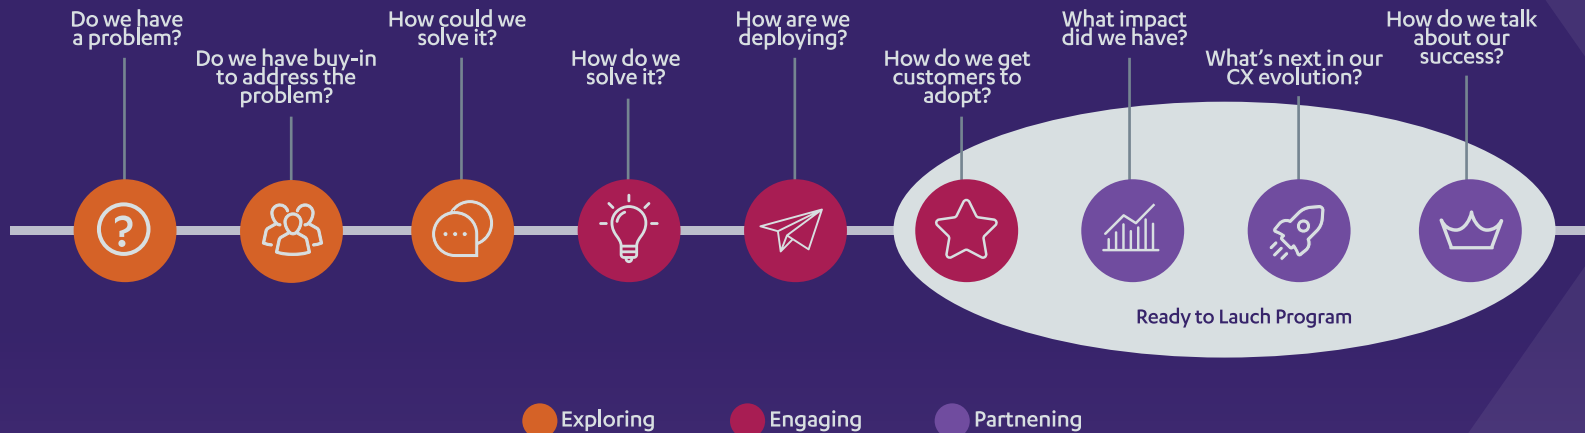 Do we have
a problem?
Do we have buy-in
to address the
problem?
How could we
solve it?
How do we
solve it?
How are we
deploying?
How do we get
customers to
adopt?
What impact
did we have?
What's next in our
CX evolution?
How do we talk
about our
success?
?
Ready to Lauch Program
Exploring
Engaging
Partnening